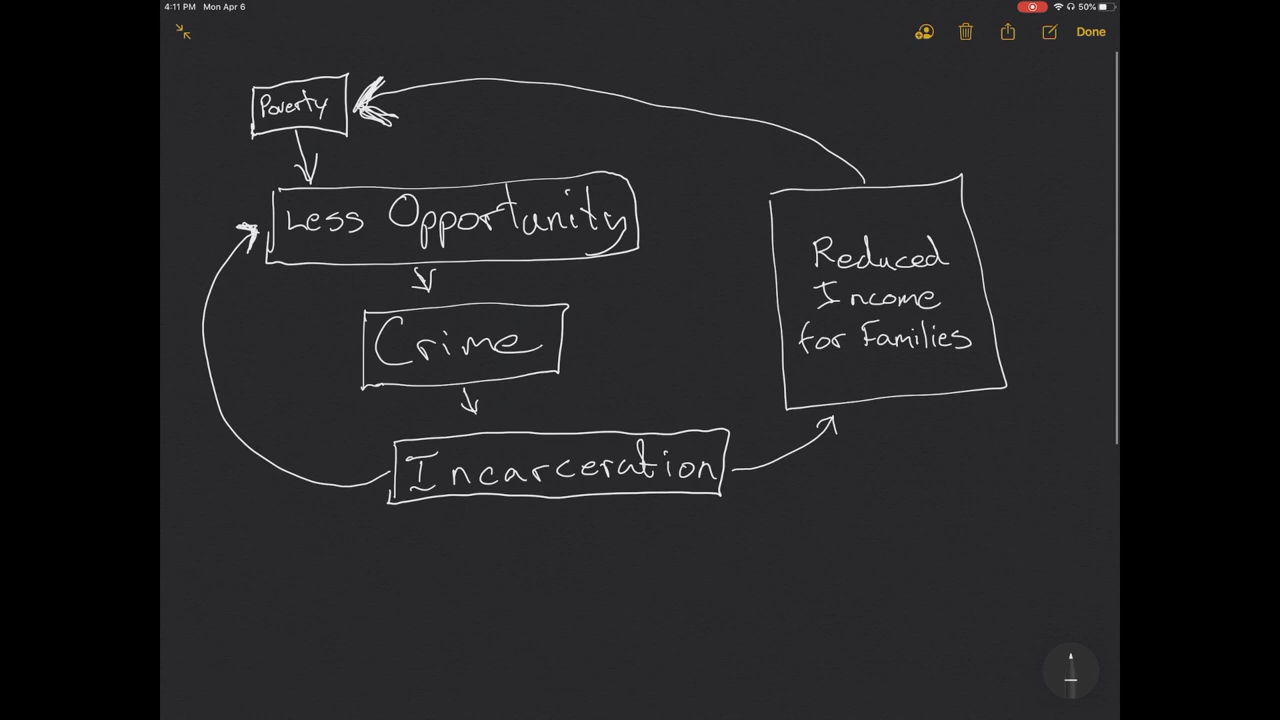 4:11 PM Mon Apr 6
50%
Done
Poverty
Less Opportunity
Crime
Incarceration
Reduced
Income
for Families